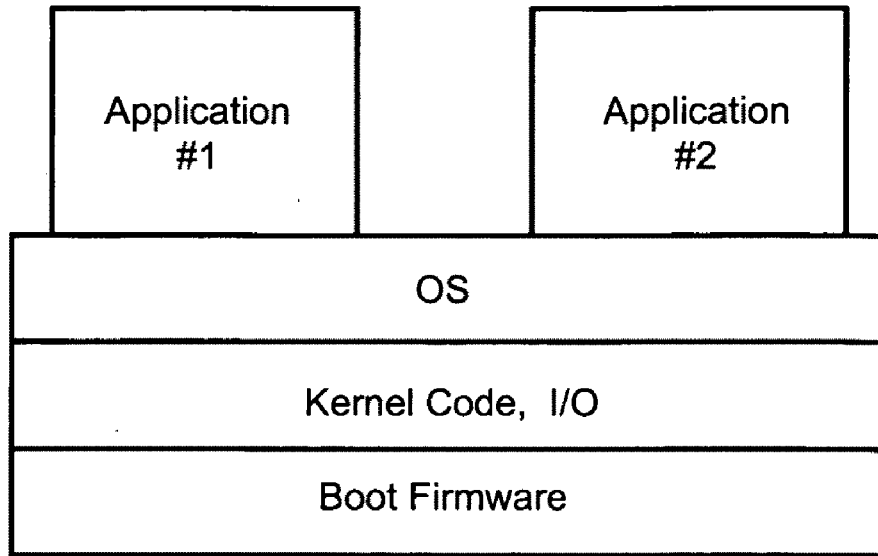 Application
#1
Application
#2
OS
Kernel Code, I/O
Boot Firmware